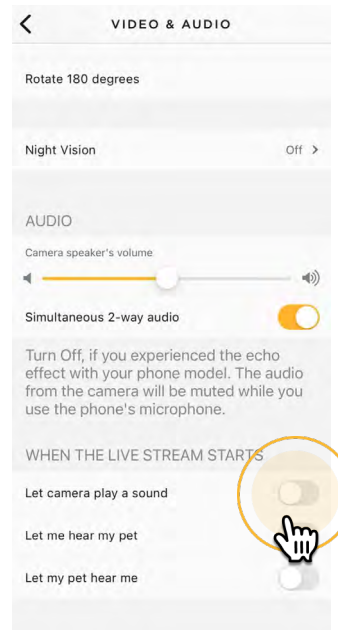 VIDEO & AUDIO
Rotate 180 degrees
Night Vision Off >
AUDIO
Camera speaker's volume
Simultaneous 2-way audio
Turn Off, if you experienced the echo
effect with your phone model. The audio
from the camera will be muted while you
use the phone's microphone.
WHEN THE LIVE STREAM STARTS
Let camera play a sound
Let me hear my pet
Let my pet hear me